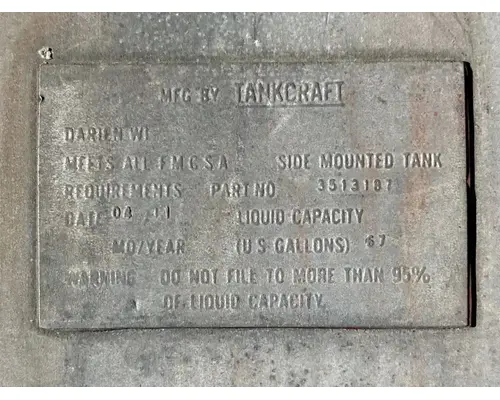 MFG BY TANKCRAFT
DARIEN WI
MEETS ALL F M C S A SIDE MOUNTED TANK
REQUIREMENTS PART NO 3513187
DATE 04 11 LIQUID CAPACITY
MO/YEAR (U S GALLONS) 67
WARNING DO NOT FILE TO MORE THAN 95%
OF LIQUID CAPACITY.